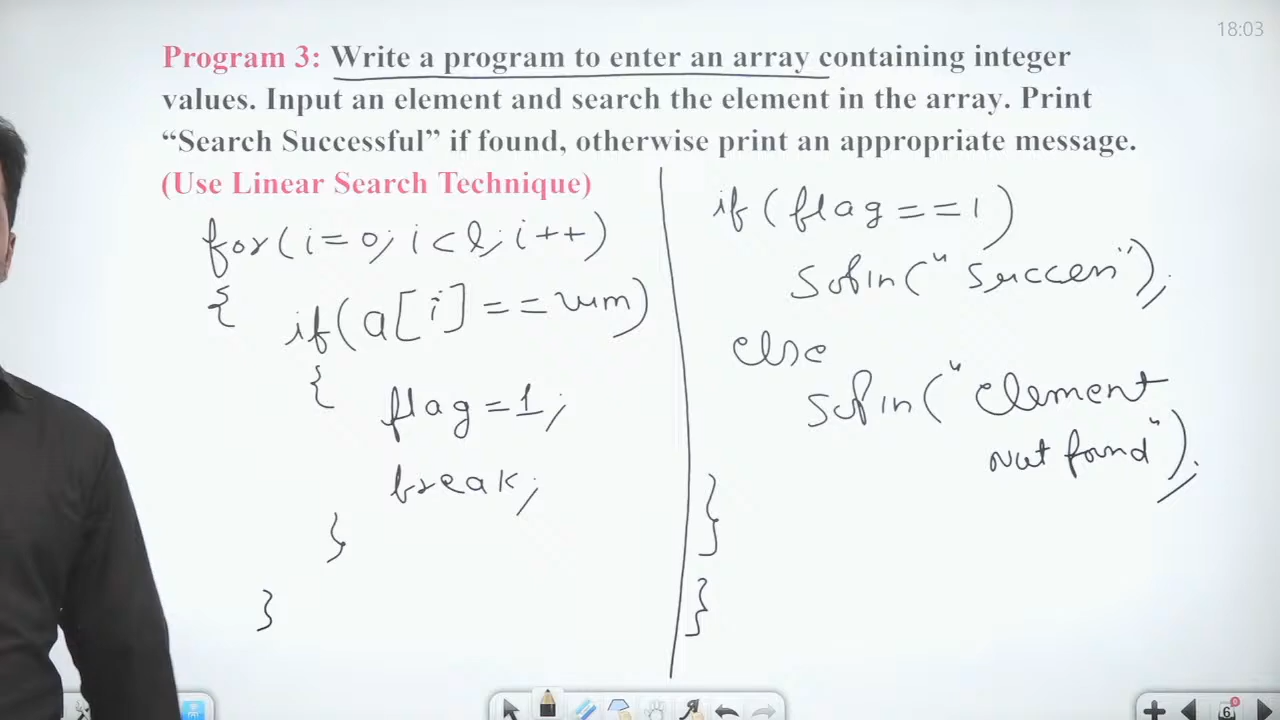 18:03
Program 3: Write a program to enter an array containing integer
values. Input an element and search the element in the array. Print
“Search Successful” if found, otherwise print an appropriate message.
(Use Linear Search Technique)
for(i=0; i<l; i++)
{
if(a[i]==num)
{
flag=1;
break;
}
}
if(flag==1)
sopln("success");
else
sopln("element
not found");
}
}
6